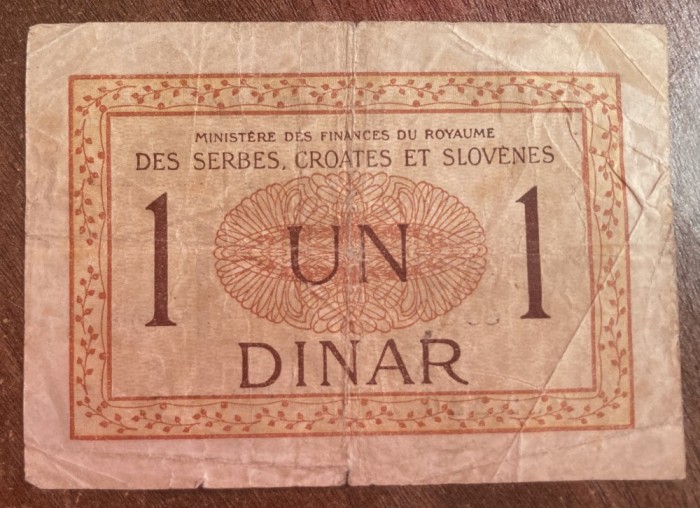 MINISTÈRE DES FINANCES DU ROYAUME
DES SERBES, CROATES ET SLOVÈNES
1 UN 1
DINAR